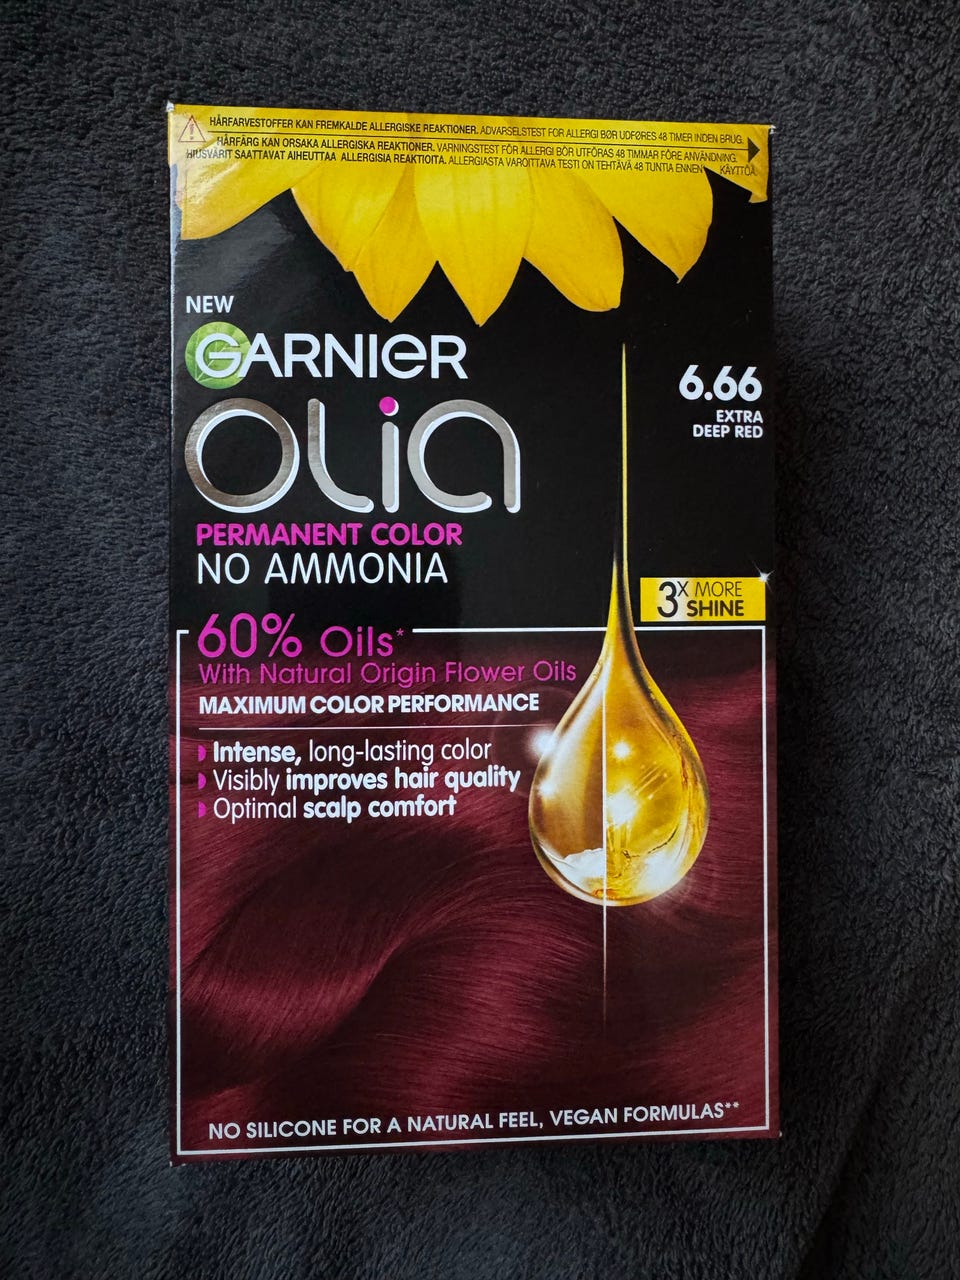 HÅRFARVESTOFFER KAN FREMKALDE ALLERGISKE REAKTIONER. ADVARSELSTEST FOR ALLERGI BØR UDFØRES 48 TIMER INDEN BRUG.
HÅRFÄRG KAN ORSAKA ALLERGISKA REAKTIONER. VARNINGSTEST FÖR ALLERGI BÖR UTFÖRAS 48 TIMMAR FÖRE ANVÄNDNING.
HIUSVÄRIT SAATTAVAT AIHEUTTAA ALLERGISIA REAKTIOITA. ALLERGIASTA VAROITTAVA TESTI ON TEHTÄVÄ 48 TUNTIA ENNEN KÄYTTÖÄ.
NEW
GARNIER
OLIA
PERMANENT COLOR
NO AMMONIA
6.66
EXTRA
DEEP RED
3X MORE
SHINE
60% Oils*
With Natural Origin Flower Oils
MAXIMUM COLOR PERFORMANCE
Intense, long-lasting color
Visibly improves hair quality
Optimal scalp comfort
NO SILICONE FOR A NATURAL FEEL, VEGAN FORMULAS**